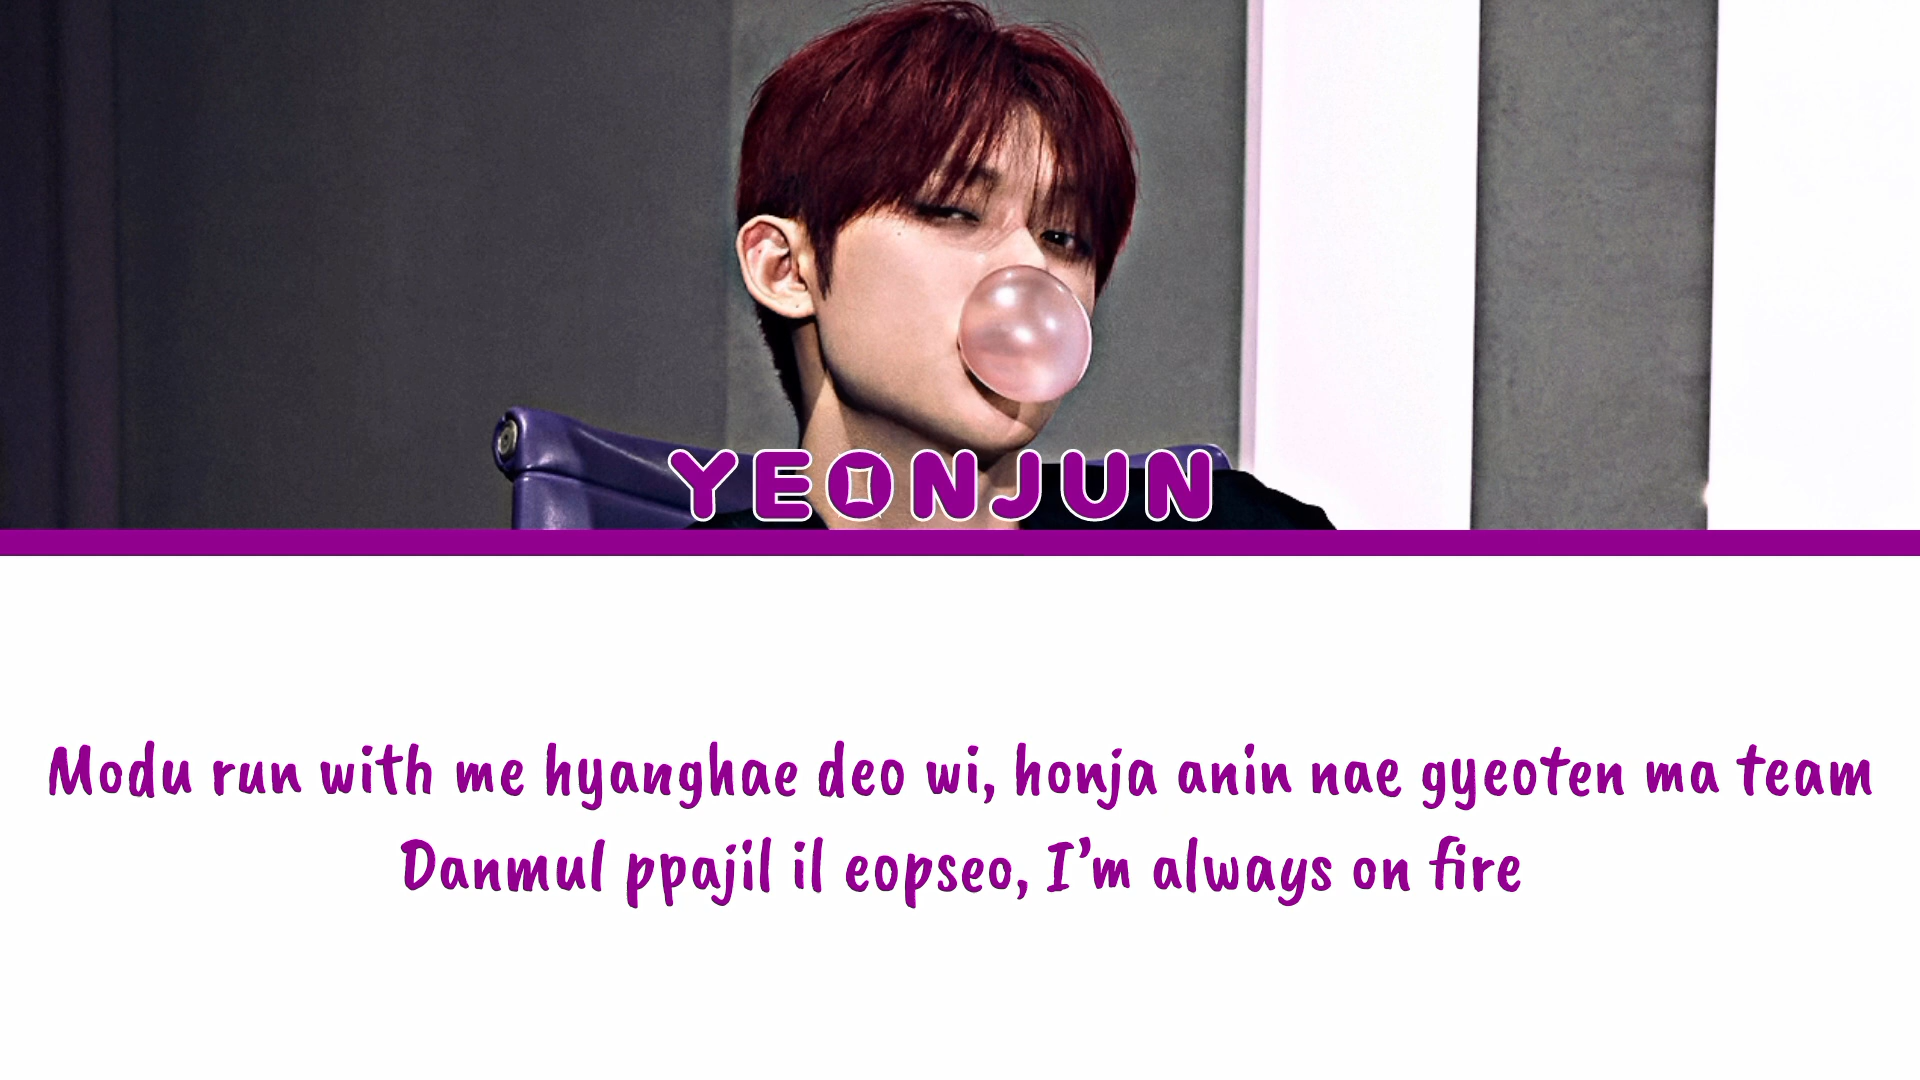 YEONJUN
Modu run with me hyanghae deo wi, honja anin nae gyeoten ma team
Danmul ppajil il eopseo, I'm always on fire